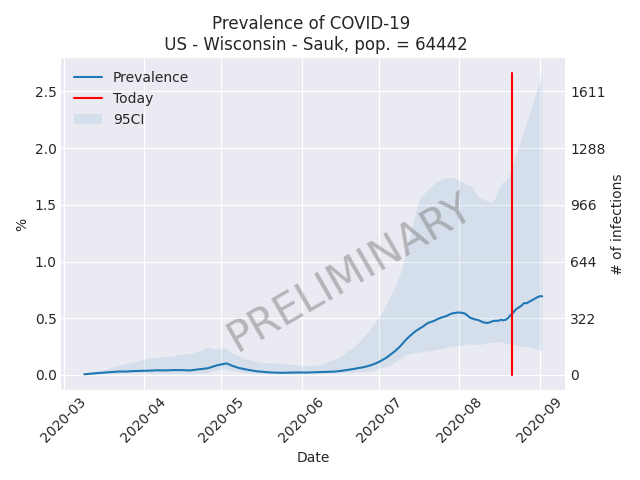 Prevalence of COVID-19
US - Wisconsin - Sauk, pop. = 64442
Prevalence
Today
95CI
PRELIMINARY
%
2.5
2.0
1.5
1.0
0.5
0.0
1611
1288
966
644
322
0
# of infections
2020-03
2020-04
2020-05
2020-06
2020-07
2020-08
2020-09
Date